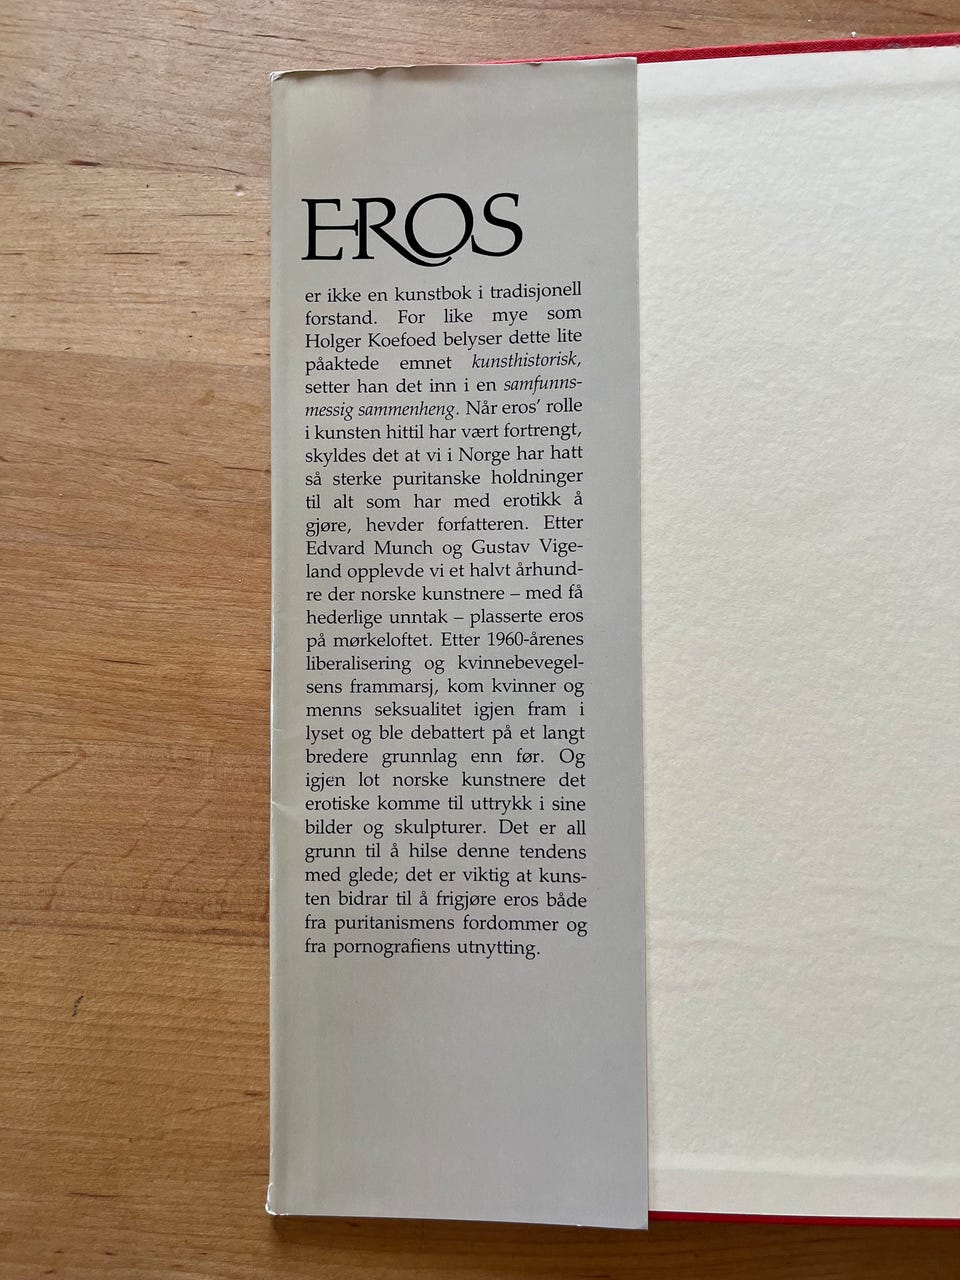 EROS
er ikke en kunstbok i tradisjonell
forstand. For like mye som
Holger Koefoed belyser dette lite
påaktede emnet kunsthistorisk,
setter han det inn i en samfunns-
messig sammenheng. Når eros’ rolle
i kunsten hittil har vært fortrengt,
skyldes det at vi i Norge har hatt
så sterke puritanske holdninger
til alt som har med erotikk å
gjøre, hevder forfatteren. Etter
Edvard Munch og Gustav Vige-
land opplevde vi et halvt århund-
re der norske kunstnere – med få
hederlige unntak – plasserte eros
på mørkeloftet. Etter 1960-årenes
liberalisering og kvinnebevegel-
sens frammarsj, kom kvinner og
menns seksualitet igjen fram i
lyset og ble debattert på et langt
bredere grunnlag enn før. Og
igjen lot norske kunstnere det
erotiske komme til uttrykk i sine
bilder og skulpturer. Det er all
grunn til å hilse denne tendens
med glede; det er viktig at kuns-
ten bidrar til å frigjøre eros både
fra puritanismens fordommer og
fra pornografiens utnytting.